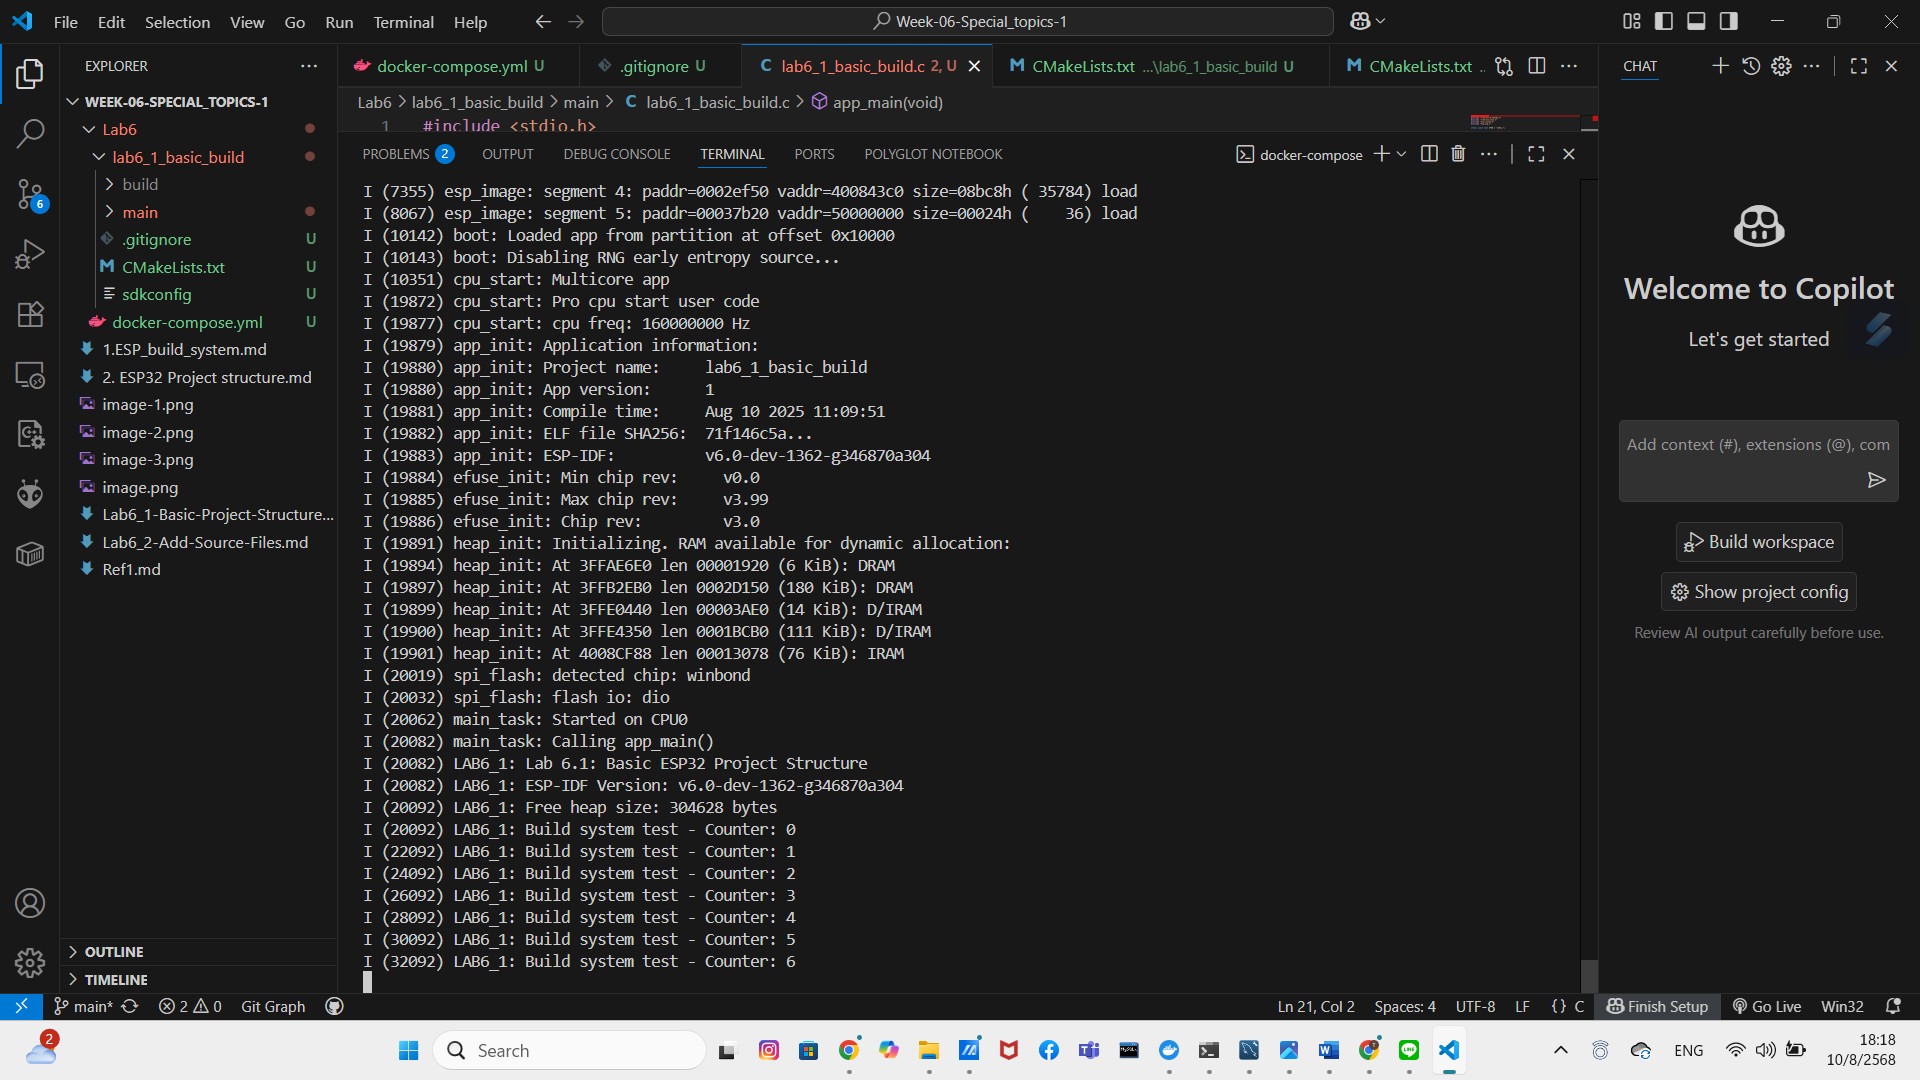 File Edit Selection View Go Run Terminal Help
Week-06-Special_topics-1
EXPLORER
WEEK-06-SPECIAL_TOPICS-1
Lab6
lab6_1_basic_build
build
main
.gitignore U
CMakeLists.txt U
sdkconfig U
docker-compose.yml U
1.ESP_build_system.md
2. ESP32 Project structure.md
image-1.png
image-2.png
image-3.png
image.png
Lab6_1-Basic-Project-Structure...
Lab6_2-Add-Source-Files.md
Ref1.md
OUTLINE
TIMELINE
6
docker-compose.yml U
.gitignore U
C lab6_1_basic_build.c 2, U
CMakeLists.txt ...\lab6_1_basic_build U
CMakeLists.txt ..
Lab6 > lab6_1_basic_build > main > C lab6_1_basic_build.c > app_main(void)
1 #include <stdio.h>
PROBLEMS 2 OUTPUT DEBUG CONSOLE TERMINAL PORTS POLYGLOT NOTEBOOK
docker-compose
I (7355) esp_image: segment 4: paddr=0002ef50 vaddr=400843c0 size=08bc8h ( 35784) load
I (8067) esp_image: segment 5: paddr=00037b20 vaddr=50000000 size=00024h (    36) load
I (10142) boot: Loaded app from partition at offset 0x10000
I (10143) boot: Disabling RNG early entropy source...
I (10351) cpu_start: Multicore app
I (19872) cpu_start: Pro cpu start user code
I (19877) cpu_start: cpu freq: 160000000 Hz
I (19879) app_init: Application information:
I (19880) app_init: Project name:     lab6_1_basic_build
I (19880) app_init: App version:      1
I (19881) app_init: Compile time:     Aug 10 2025 11:09:51
I (19882) app_init: ELF file SHA256:  71f146c5a...
I (19883) app_init: ESP-IDF:          v6.0-dev-1362-g346870a304
I (19884) efuse_init: Min chip rev:     v0.0
I (19885) efuse_init: Max chip rev:     v3.99
I (19886) efuse_init: Chip rev:         v3.0
I (19891) heap_init: Initializing. RAM available for dynamic allocation:
I (19894) heap_init: At 3FFAE6E0 len 00001920 (6 KiB): DRAM
I (19897) heap_init: At 3FFB2EB0 len 0002D150 (180 KiB): DRAM
I (19899) heap_init: At 3FFE0440 len 00003AE0 (14 KiB): D/IRAM
I (19900) heap_init: At 3FFE4350 len 0001BCB0 (111 KiB): D/IRAM
I (19901) heap_init: At 4008CF88 len 00013078 (76 KiB): IRAM
I (20019) spi_flash: detected chip: winbond
I (20032) spi_flash: flash io: dio
I (20062) main_task: Started on CPU0
I (20082) main_task: Calling app_main()
I (20082) LAB6_1: Lab 6.1: Basic ESP32 Project Structure
I (20082) LAB6_1: ESP-IDF Version: v6.0-dev-1362-g346870a304
I (20092) LAB6_1: Free heap size: 304628 bytes
I (20092) LAB6_1: Build system test - Counter: 0
I (22092) LAB6_1: Build system test - Counter: 1
I (24092) LAB6_1: Build system test - Counter: 2
I (26092) LAB6_1: Build system test - Counter: 3
I (28092) LAB6_1: Build system test - Counter: 4
I (30092) LAB6_1: Build system test - Counter: 5
I (32092) LAB6_1: Build system test - Counter: 6
CHAT
Welcome to Copilot
Let's get started
Add context (#), extensions (@), com
Build workspace
Show project config
Review AI output carefully before use.
main* 2 0 Git Graph
Ln 21, Col 2 Spaces: 4 UTF-8 LF {} C Finish Setup Go Live Win32
2
Search
ENG
18:18
10/8/2568